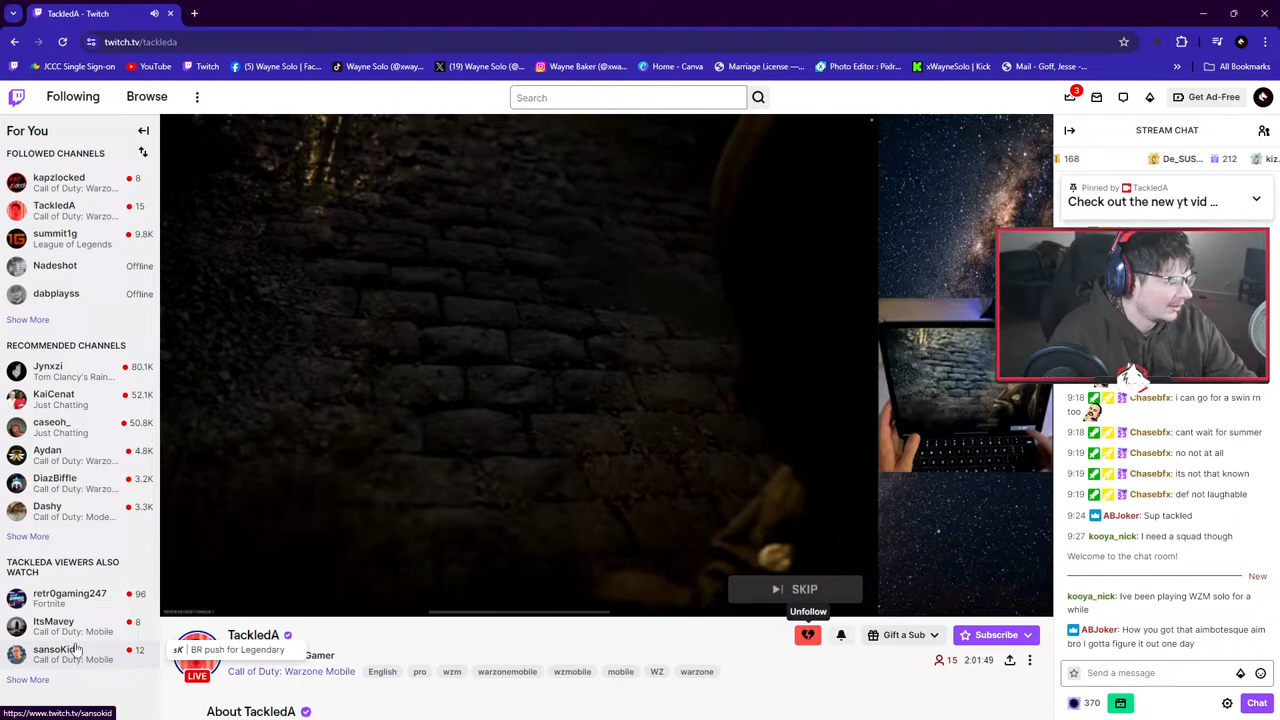 TackledA - Twitch
twitch.tv/tackleda
JCCC Single Sign-on
YouTube
Twitch
(5) Wayne Solo | Fac...
Wayne Solo (@xway...
(19) Wayne Solo (@...
Wayne Baker (@xwa...
Home - Canva
Marriage License -...
Photo Editor : Pixlr...
xWayneSolo | Kick
Mail - Goff, Jesse -...
All Bookmarks
Following
Browse
Search
3
Get Ad-Free
For You
FOLLOWED CHANNELS
kapzlocked
8
Call of Duty: Warzo...
TackledA
15
Call of Duty: Warzo...
summit1g
9.8K
League of Legends
Nadeshot
Offline
dabplayss
Offline
Show More
RECOMMENDED CHANNELS
Jynxzi
80.1K
Tom Clancy's Rain...
KaiCenat
52.1K
Just Chatting
caseoh_
50.8K
Just Chatting
Aydan
4.8K
Call of Duty: Warzo...
DiazBiffle
3.2K
Call of Duty: Warzo...
Dashy
3.3K
Call of Duty: Mode...
Show More
TACKLEDA VIEWERS ALSO
WATCH
retr0gaming247
96
Fortnite
ItsMavey
8
Call of Duty: Mobile
sansoKid
12
Call of Duty: Mobile
Show More
https://www.twitch.tv/sansokid
SKIP
Unfollow
TackledA
sK | BR push for Legendary
Gamer
LIVE
Call of Duty: Warzone Mobile
English
pro
wzm
warzonemobile
wzmobile
mobile
WZ
warzone
Gift a Sub
Subscribe
15
2:01:49
About TackledA
STREAM CHAT
168
De_SUS...
212
kiz
Pinned by TackledA
Check out the new yt vid ...
9:18 Chasebfx: i can go for a swin rn
too
9:18 Chasebfx: cant wait for summer
9:19 Chasebfx: no not at all
9:19 Chasebfx: its not that known
9:19 Chasebfx: def not laughable
9:24 ABJoker: Sup tackled
9:27 kooya_nick: I need a squad though
Welcome to the chat room!
New
kooya_nick: Ive been playing WZM solo for a
while
ABJoker: How you got that aimbotesque aim
bro I gotta figure it out one day
Send a message
370
Chat